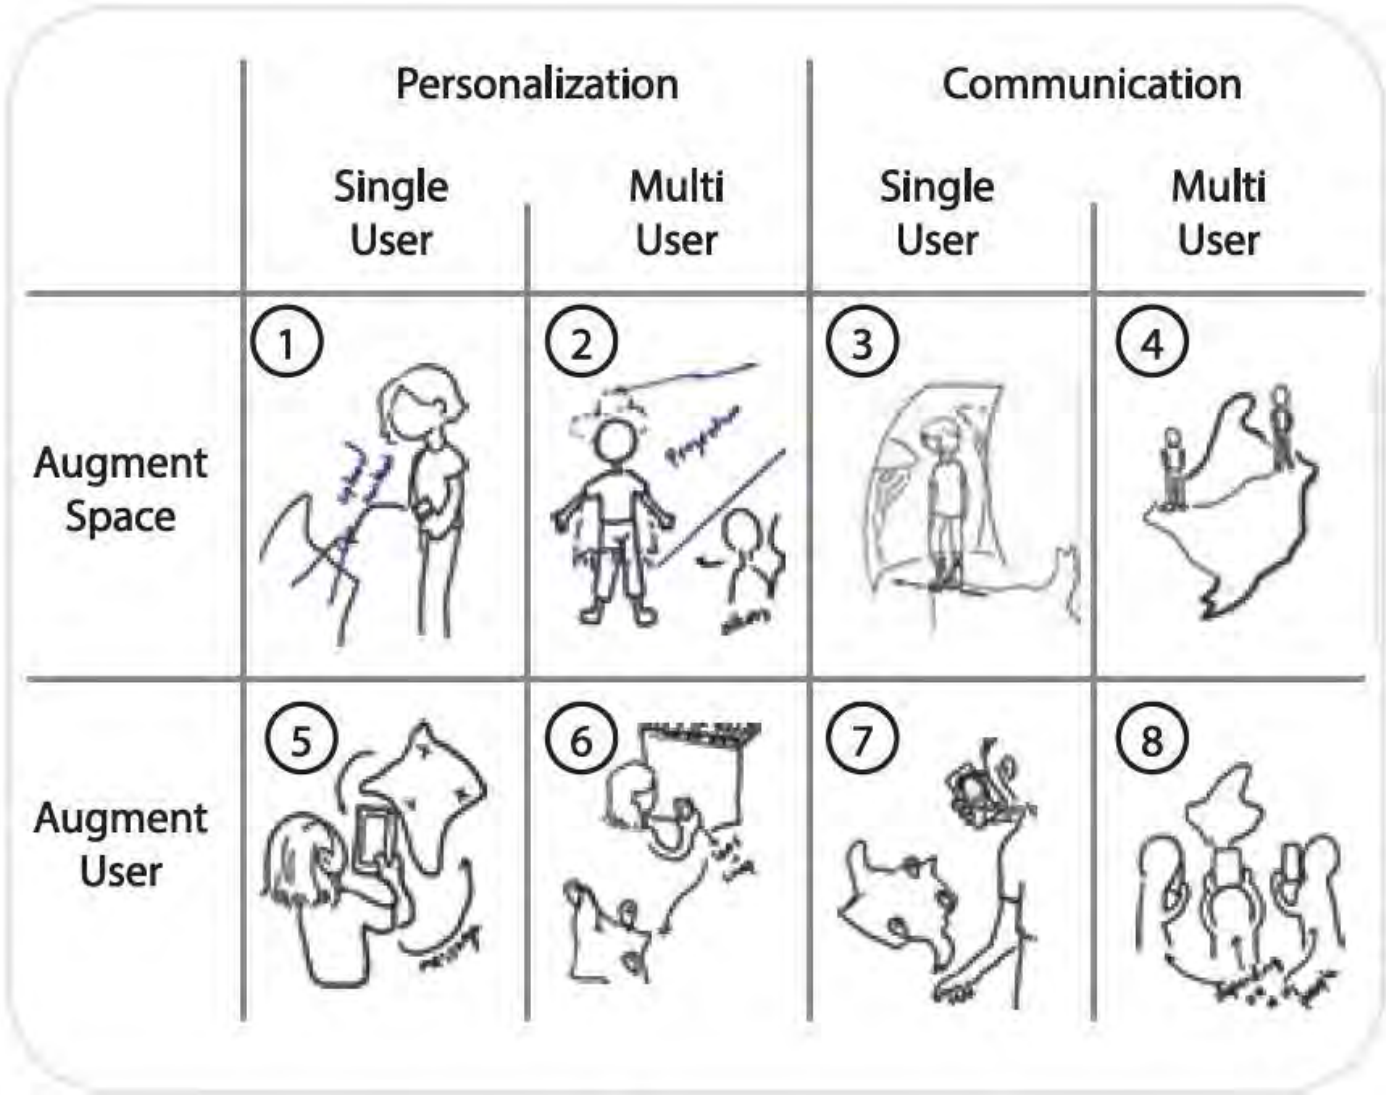 Personalization
Communication
Single
User
Multi
User
Single
User
Multi
User
Augment
Space
1
2
Projection
3
4
Augment
User
5
6
7
8